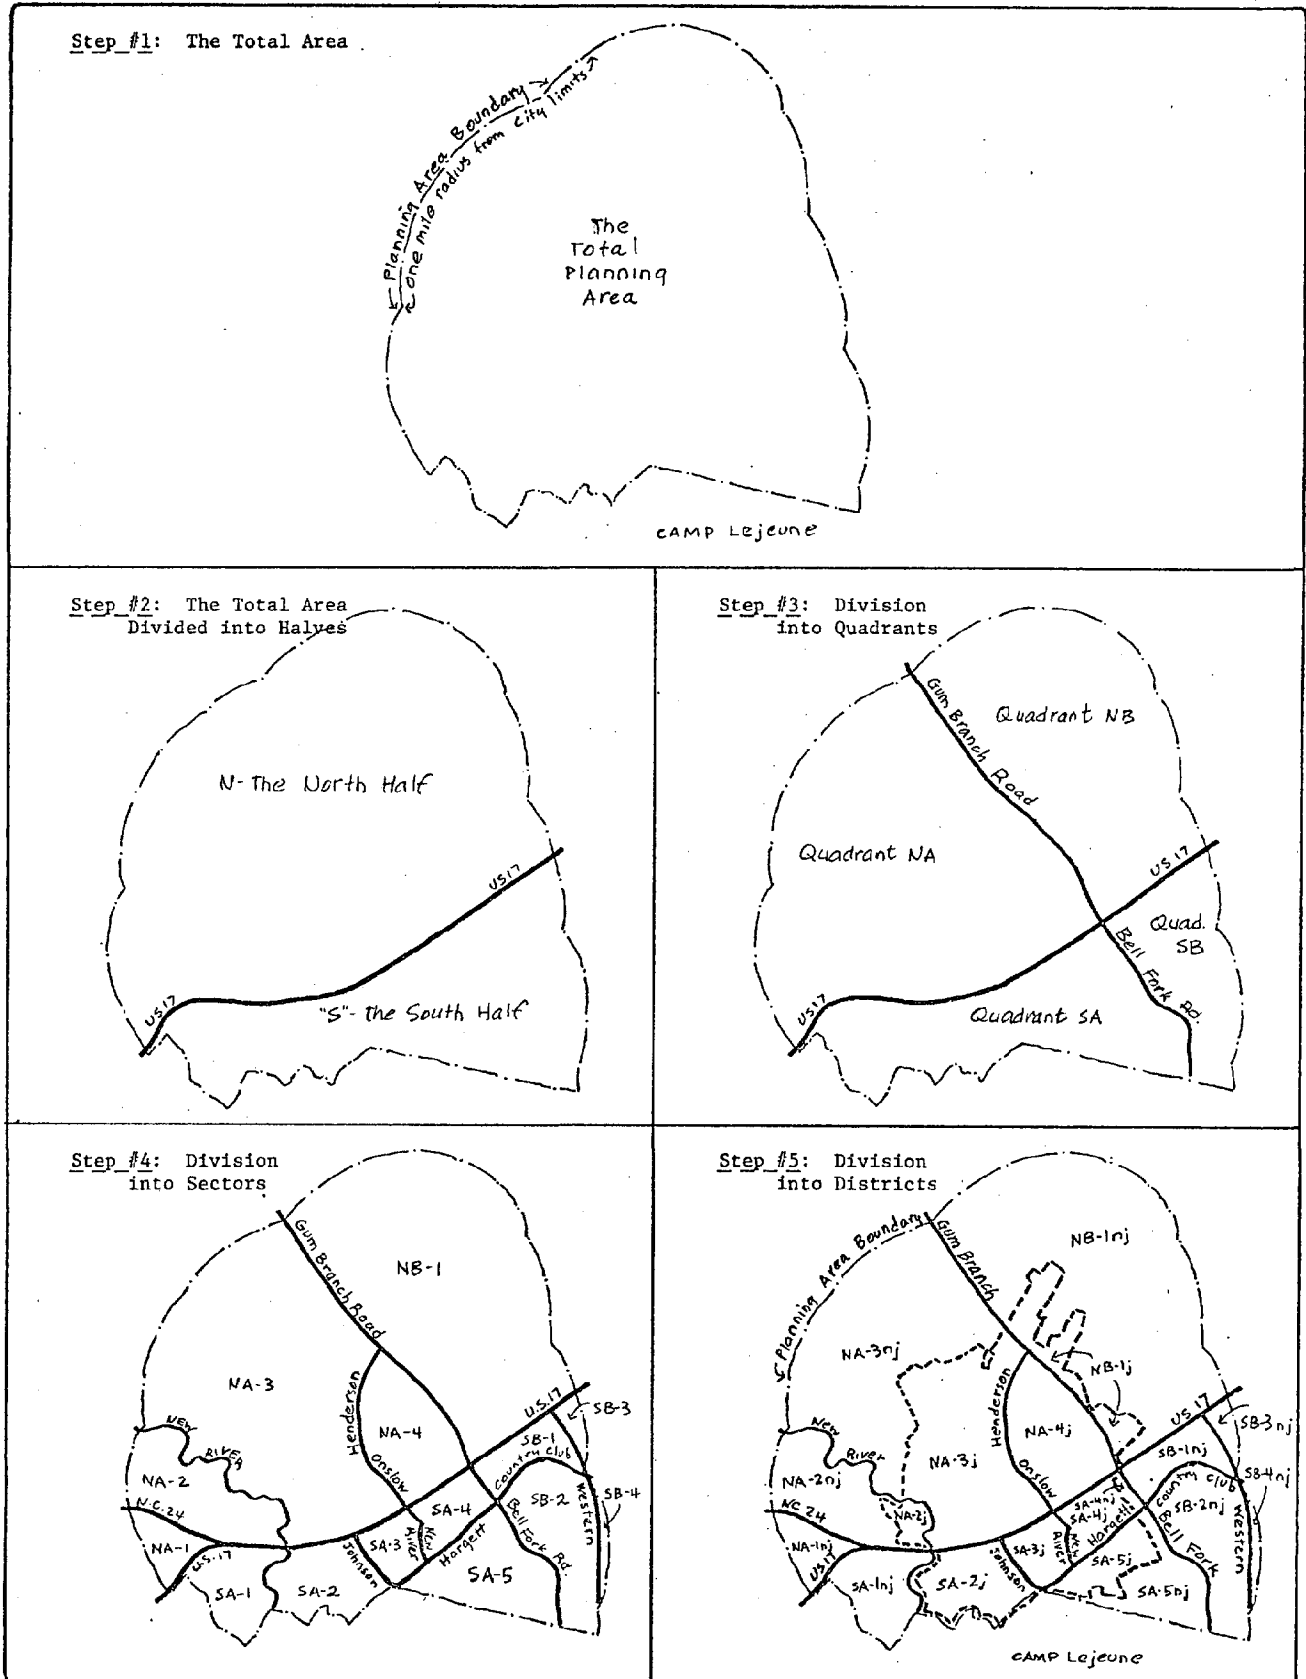 Step #1: The Total Area
Planning Area Boundary
one mile radius from city limits
The
Total
Planning
Area
CAMP Lejeune
Step #2: The Total Area
Divided into Halves
N-The North Half
US 17
US 17
"S"-the South Half
Step #3: Division
into Quadrants
Gum Branch Road
Quadrant NB
Quadrant NA
US 17
Quad.
SB
Bell Fork Rd.
US 17
Quadrant SA
Step #4: Division
into Sectors
Gum Branch Road
NB-1
NA-3
Henderson
U.S. 17
SB-3
NEW
RIVER
NA-4
SB-1
Country Club
NA-2
Onslow
SB-2
SB-4
N.C. 24
SA-4
Western
NA-1
U.S. 17
SA-3
New
River
Hargett
Bell Fork Rd.
Johnson
SA-1
SA-2
SA-5
Step #5: Division
into Districts
Planning Area Boundary
Gum Branch
NB-1nj
NA-3nj
NB-1j
Henderson
US 17
SB-3nj
New
River
NA-4j
SB-1nj
NA-2nj
NA-3j
Onslow
Country Club
SB-4nj
NC 24
NA-2j
SA-4nj
SA-4j
SB-2nj
Western
NA-1nj
US 17
SA-3j
New
River
Hargett
Bell Fork
Johnson
SA-5j
SA-1nj
SA-2j
SA-5nj
CAMP Lejeune